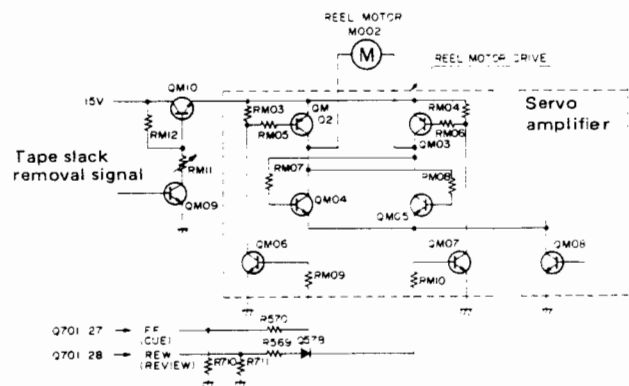 REEL MOTOR
M002
M
REEL MOTOR DRIVE
QM10
15V
RM03
QM
02
RM04
Servo
amplifier
RM12
RM05
RM06
QM03
Tape slack
removal signal
RM11
RM07
RM08
QM09
QM04
QM05
QM06
QM07
QM08
RM09
RM10
Q701 27
FF
(CUE)
R570
Q701 28
REW
(REVIEW)
R569
Q579
R710
R711